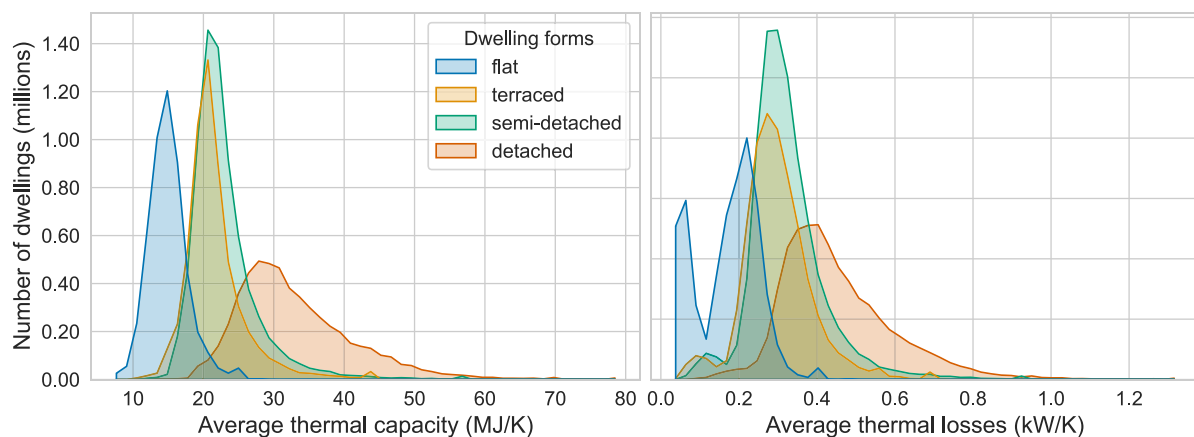 Number of dwellings (millions)
1.40
1.20
1.00
0.80
0.60
0.40
0.20
0.00
Dwelling forms
flat
terraced
semi-detached
detached
10 20 30 40 50 60 70 80
Average thermal capacity (MJ/K)
0.0 0.2 0.4 0.6 0.8 1.0 1.2
Average thermal losses (kW/K)